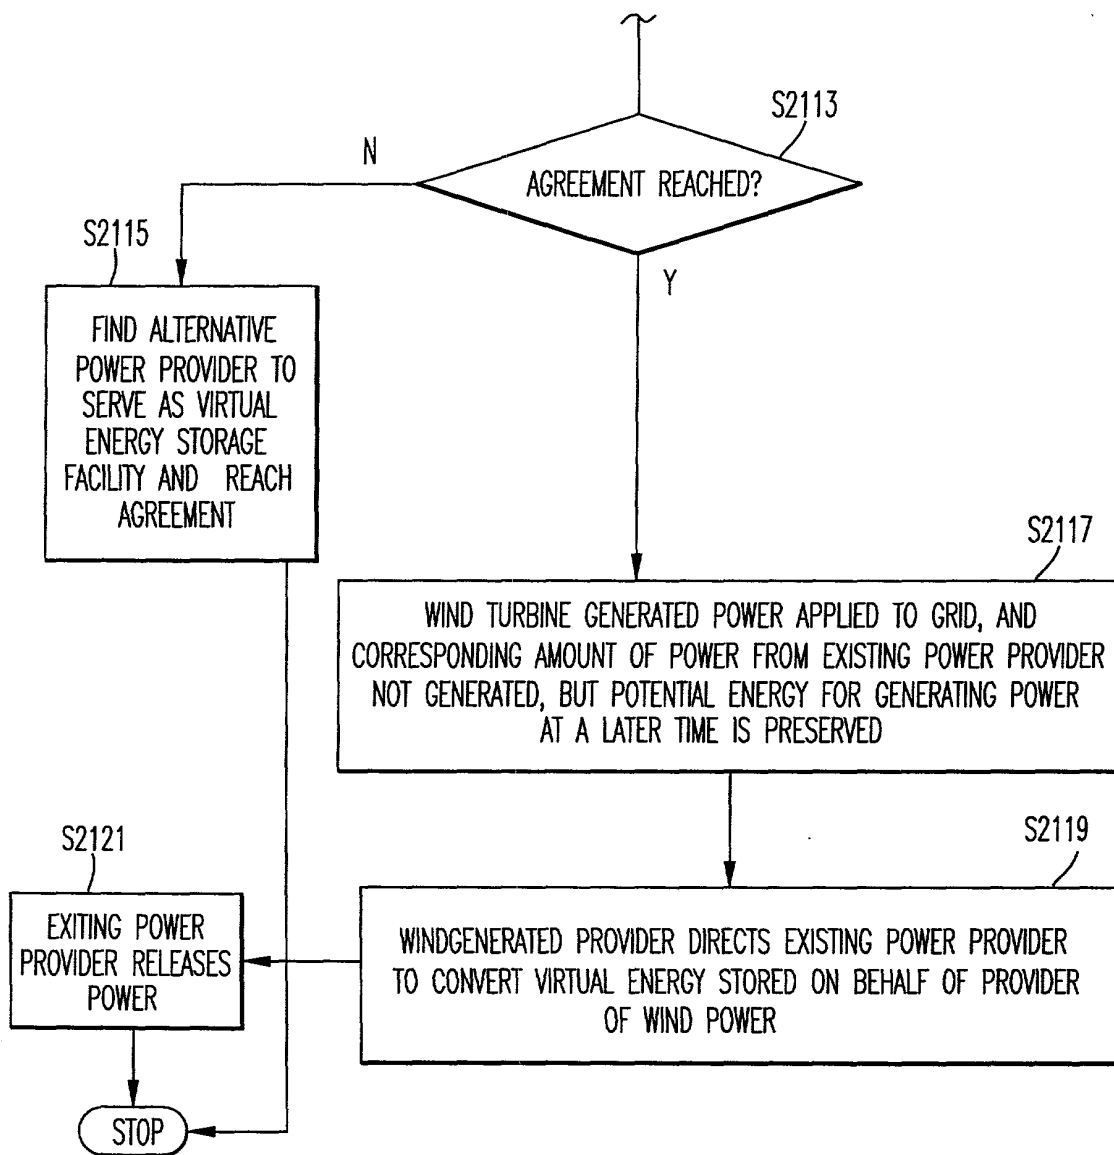 S2113
AGREEMENT REACHED?
N
Y
S2115
FIND ALTERNATIVE
POWER PROVIDER TO
SERVE AS VIRTUAL
ENERGY STORAGE
FACILITY AND REACH
AGREEMENT
S2117
WIND TURBINE GENERATED POWER APPLIED TO GRID, AND
CORRESPONDING AMOUNT OF POWER FROM EXISTING POWER PROVIDER
NOT GENERATED, BUT POTENTIAL ENERGY FOR GENERATING POWER
AT A LATER TIME IS PRESERVED
S2119
WINDGENERATED PROVIDER DIRECTS EXISTING POWER PROVIDER
TO CONVERT VIRTUAL ENERGY STORED ON BEHALF OF PROVIDER
OF WIND POWER
S2121
EXITING POWER
PROVIDER RELEASES
POWER
STOP